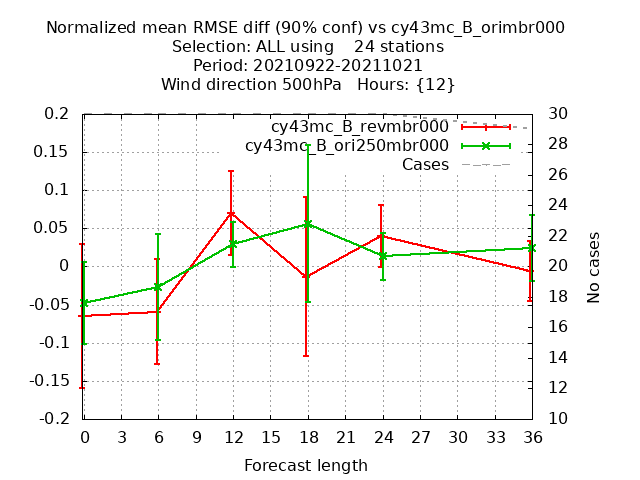 Normalized mean RMSE diff (90% conf) vs cy43mc_B_orimbr000
Selection: ALL using    24 stations
Period: 20210922-20211021
Wind direction 500hPa   Hours: {12}
cy43mc_B_revmbr000
cy43mc_B_ori250mbr000
Cases
0.2
0.15
0.1
0.05
0
-0.05
-0.1
-0.15
-0.2
30
28
26
24
22
20
18
16
14
12
10
No cases
0 3 6 9 12 15 18 21 24 27 30 33 36
Forecast length